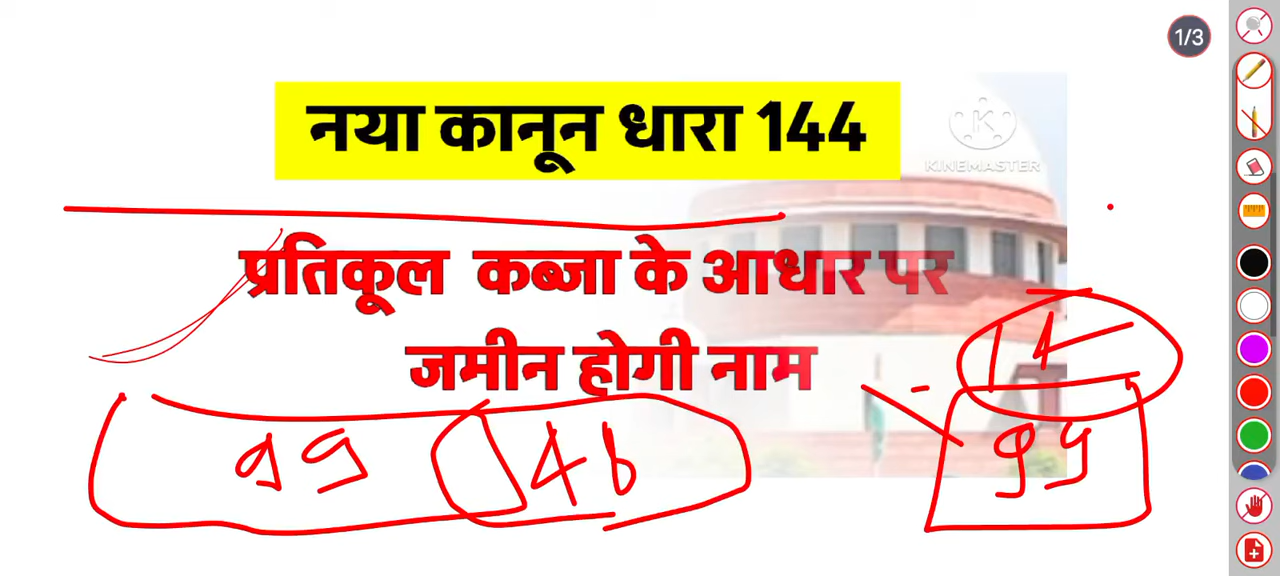 1/3
नया कानून धारा 144
KINEMASTER
प्रतिकूल कब्जा के आधार पर
जमीन होगी नाम